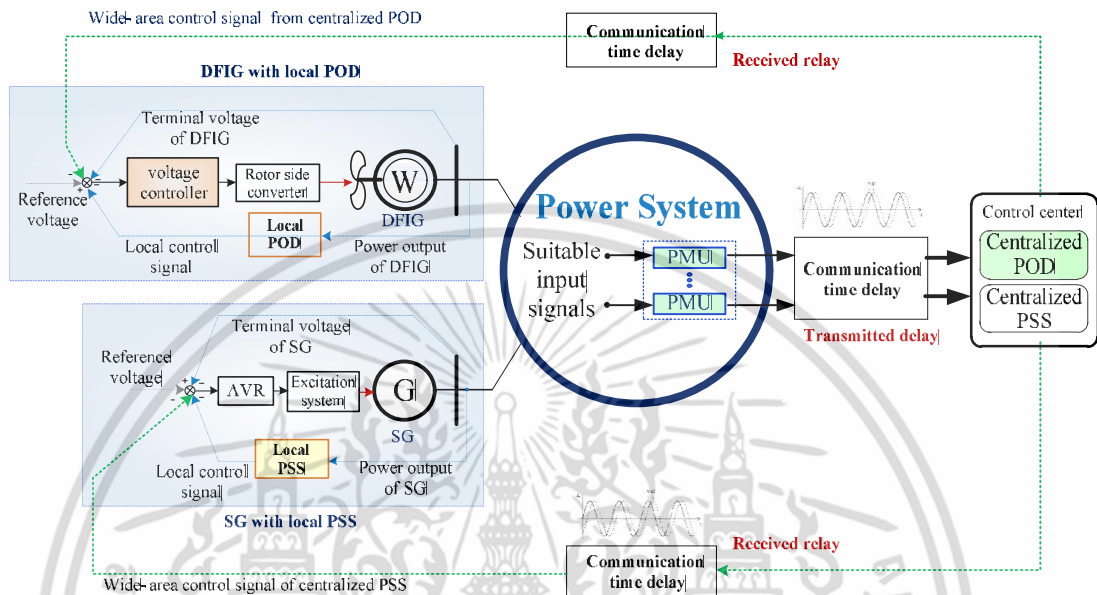 Wide- area control signal from centralized POD
Communication
time delay
Received relay
DFIG with local POD
Terminal voltage
of DFIG
voltage
controller
Rotor side
converter
W
DFIG
Reference
voltage
Local
POD
Local control
signal
Power output
of DFIG
Power System
Suitable
input
signals
PMU
PMU
Communication
time delay
Transmitted delay
Control center
Centralized
POD
Centralized
PSS
Terminal voltage
of SG
Reference
voltage
AVR
Excitation
system
G
SG
Local
PSS
Local control
signal
Power output
of SG
SG with local PSS
Wide- area control signal of centralized PSS
Communication
time delay
Received relay